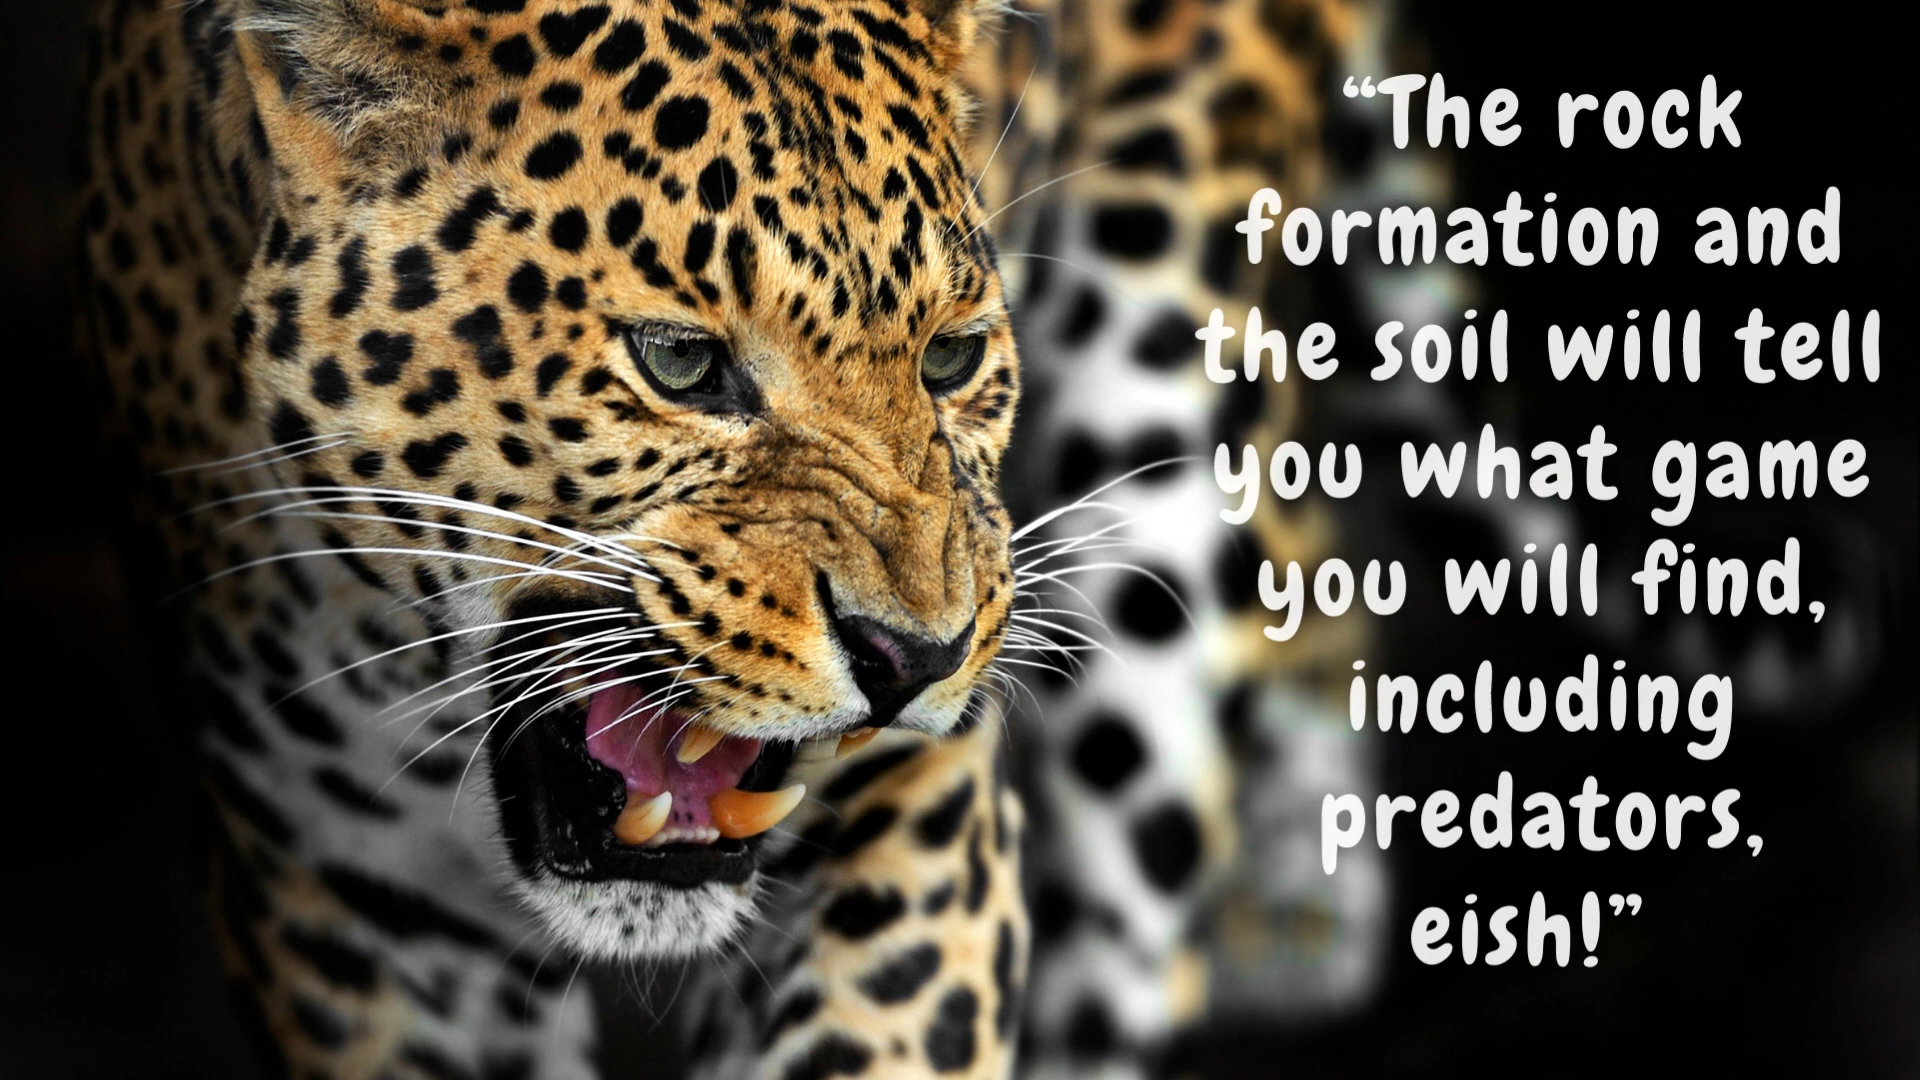 “The rock
formation and
the soil will tell
you what game
you will find,
including
predators,
eish!”